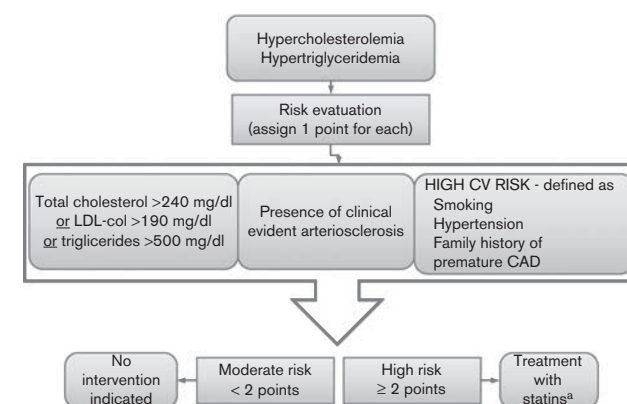 Hypercholesterolemia
Hypertriglyceridemia
Risk evatuation
(assign 1 point for each)
Total cholesterol >240 mg/dl
or LDL-col >190 mg/dl
or triglicerides >500 mg/dl
Presence of clinical
evident arteriosclerosis
HIGH CV RISK - defined as
Smoking
Hypertension
Family history of
premature CAD
No
intervention
indicated
Moderate risk
< 2 points
High risk
≥ 2 points
Treatment
with
statinsᵃ